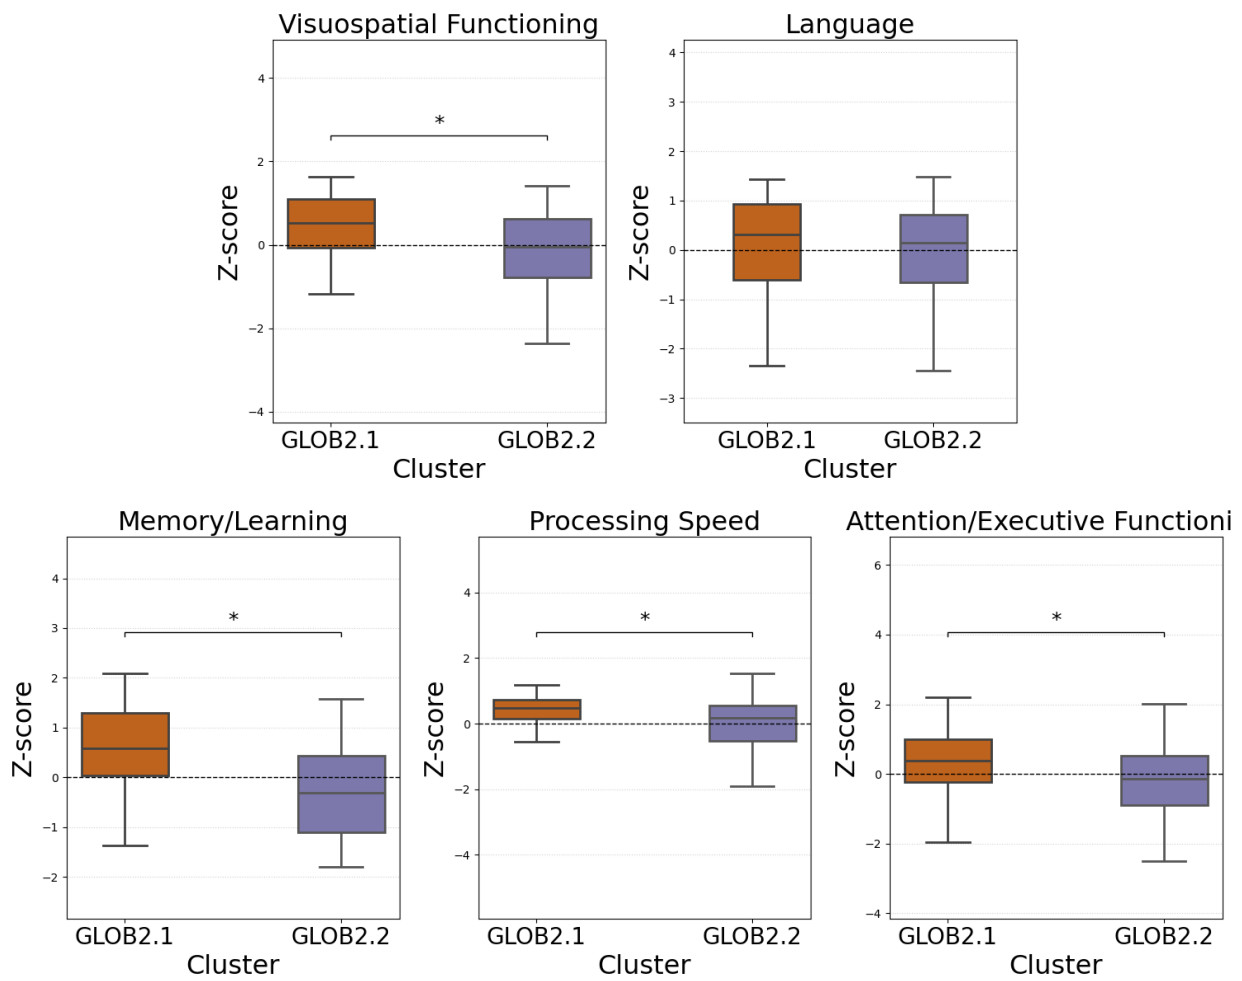 Visuospatial Functioning
Z-score
4
2
0
−2
−4
*
GLOB2.1 GLOB2.2
Cluster
Language
Z-score
4
3
2
1
0
−1
−2
−3
GLOB2.1 GLOB2.2
Cluster
Memory/Learning
Z-score
4
3
2
1
0
−1
−2
*
GLOB2.1 GLOB2.2
Cluster
Processing Speed
Z-score
4
2
0
−2
−4
*
GLOB2.1 GLOB2.2
Cluster
Attention/Executive Functioni
Z-score
6
4
2
0
−2
−4
*
GLOB2.1 GLOB2.2
Cluster